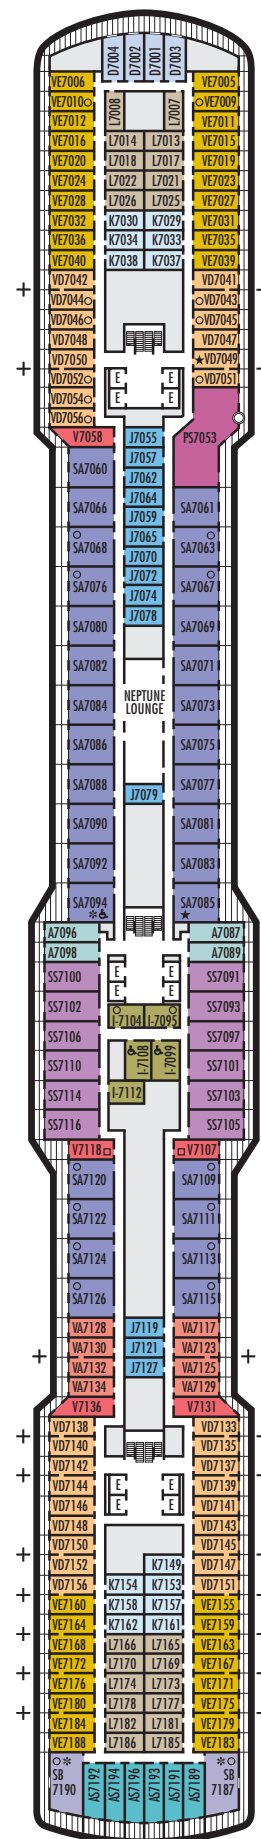 L7004 D7002 D7001 D7003
VE7006 L7008 L7007 VE7005
VE7010 VE7009
VE7012 VE7011
VE7016 L7014 L7013 VE7015
VE7020 L7018 L7017 VE7019
VE7024 L7022 L7021 VE7023
VE7028 L7026 L7025 VE7027
VE7032 K7030 K7029 VE7031
VE7036 K7034 K7033 VE7035
VE7040 K7038 K7037 VE7039
VD7042 VD7041
VD7044 VD7043
VD7046 VD7045
VD7048 VD7047
VD7050 ★VD7049
VD7052 E E VD7051
VD7054 E E
VD7056
V7058 J7055 PS7053
J7057
SA7060 J7062
J7064
SA7066 J7059 SA7061
J7065
SA7068 J7070 SA7063
J7072
SA7076 J7074 SA7067
J7078
SA7080 SA7069
SA7082 SA7071
SA7084 NEPTUNE SA7073
LOUNGE
SA7086 SA7075
SA7088 J7079 SA7077
SA7090 SA7081
SA7092 SA7083
SA7094 SA7085
A7096 A7087
A7098 A7089
SS7100 E E SS7091
E E
SS7102 I-7104 I-7095 SS7093
SS7106 SS7097
SS7110 I-7108 I-7099 SS7101
SS7114 I-7112 SS7103
SS7116 SS7105
V7118 V7107
SA7120 SA7109
SA7122 SA7111
SA7124 SA7113
SA7126 SA7115
VA7128 J7119 VA7117
VA7130 J7121 VA7123
VA7132 J7127 VA7125
VA7134 VA7129
V7136 V7131
VD7138 VD7133
VD7140 VD7135
VD7142 VD7137
VD7144 E E VD7139
VD7146 E E VD7141
VD7148 VD7143
VD7150 VD7145
VD7152 K7149 VD7147
VD7156 K7154 K7153 VD7151
VE7160 K7158 K7157 VE7155
VE7164 K7162 K7161 VE7159
VE7168 L7166 L7165 VE7163
VE7172 L7170 L7169 VE7167
VE7176 L7174 L7173 VE7171
VE7180 L7178 L7177 VE7175
VE7184 L7182 L7181 VE7179
VE7188 L7186 L7185 VE7183
SB SB
7190 AS7192 AS7194 AS7196 AS7193 AS7191 AS7189 7187